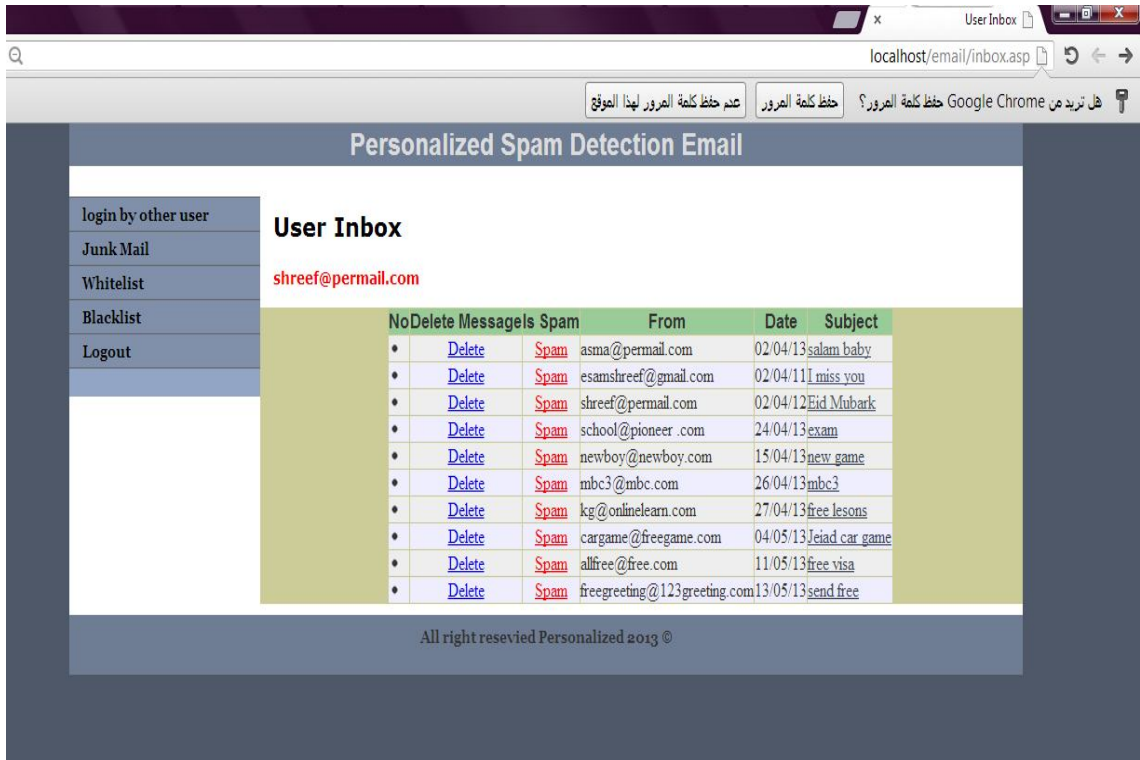 User Inbox
x
localhost/email/inbox.asp
هل تريد من Google Chrome حفظ كلمة المرور؟ حفظ كلمة المرور عدم حفظ كلمة المرور لهذا الموقع
Personalized Spam Detection Email
login by other user
Junk Mail
Whitelist
Blacklist
Logout
User Inbox
shreef@permail.com
No Delete Message Is Spam From Date Subject
• Delete Spam asma@permail.com 02/04/13 salam baby
• Delete Spam esamshreef@gmail.com 02/04/11 I miss you
• Delete Spam shreef@permail.com 02/04/12 Eid Mubark
• Delete Spam school@pioneer .com 24/04/13 exam
• Delete Spam newboy@newboy.com 15/04/13 new game
• Delete Spam mbc3@mbc.com 26/04/13 mbc3
• Delete Spam kg@onlinelearn.com 27/04/13 free lesons
• Delete Spam cargame@freegame.com 04/05/13 Jeiad car game
• Delete Spam allfree@free.com 11/05/13 free visa
• Delete Spam freegreeting@123greeting.com 13/05/13 send free
All right resevied Personalized 2013 ©